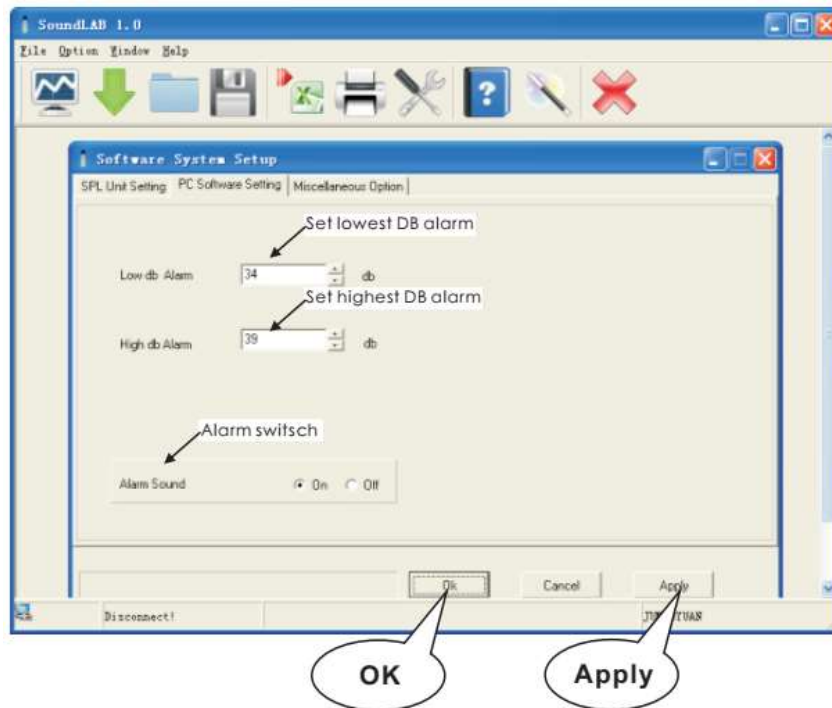 SoundLAB 1.0
File Option Window Help
Software System Setup
SPL Unit Setting PC Software Setting Miscellaneous Option
Set lowest DB alarm
Low db Alarm 34 db
Set highest DB alarm
High db Alarm 39 db
Alarm switsch
Alarm Sound On Off
Ok Cancel Apply
Disconnect!
OK Apply